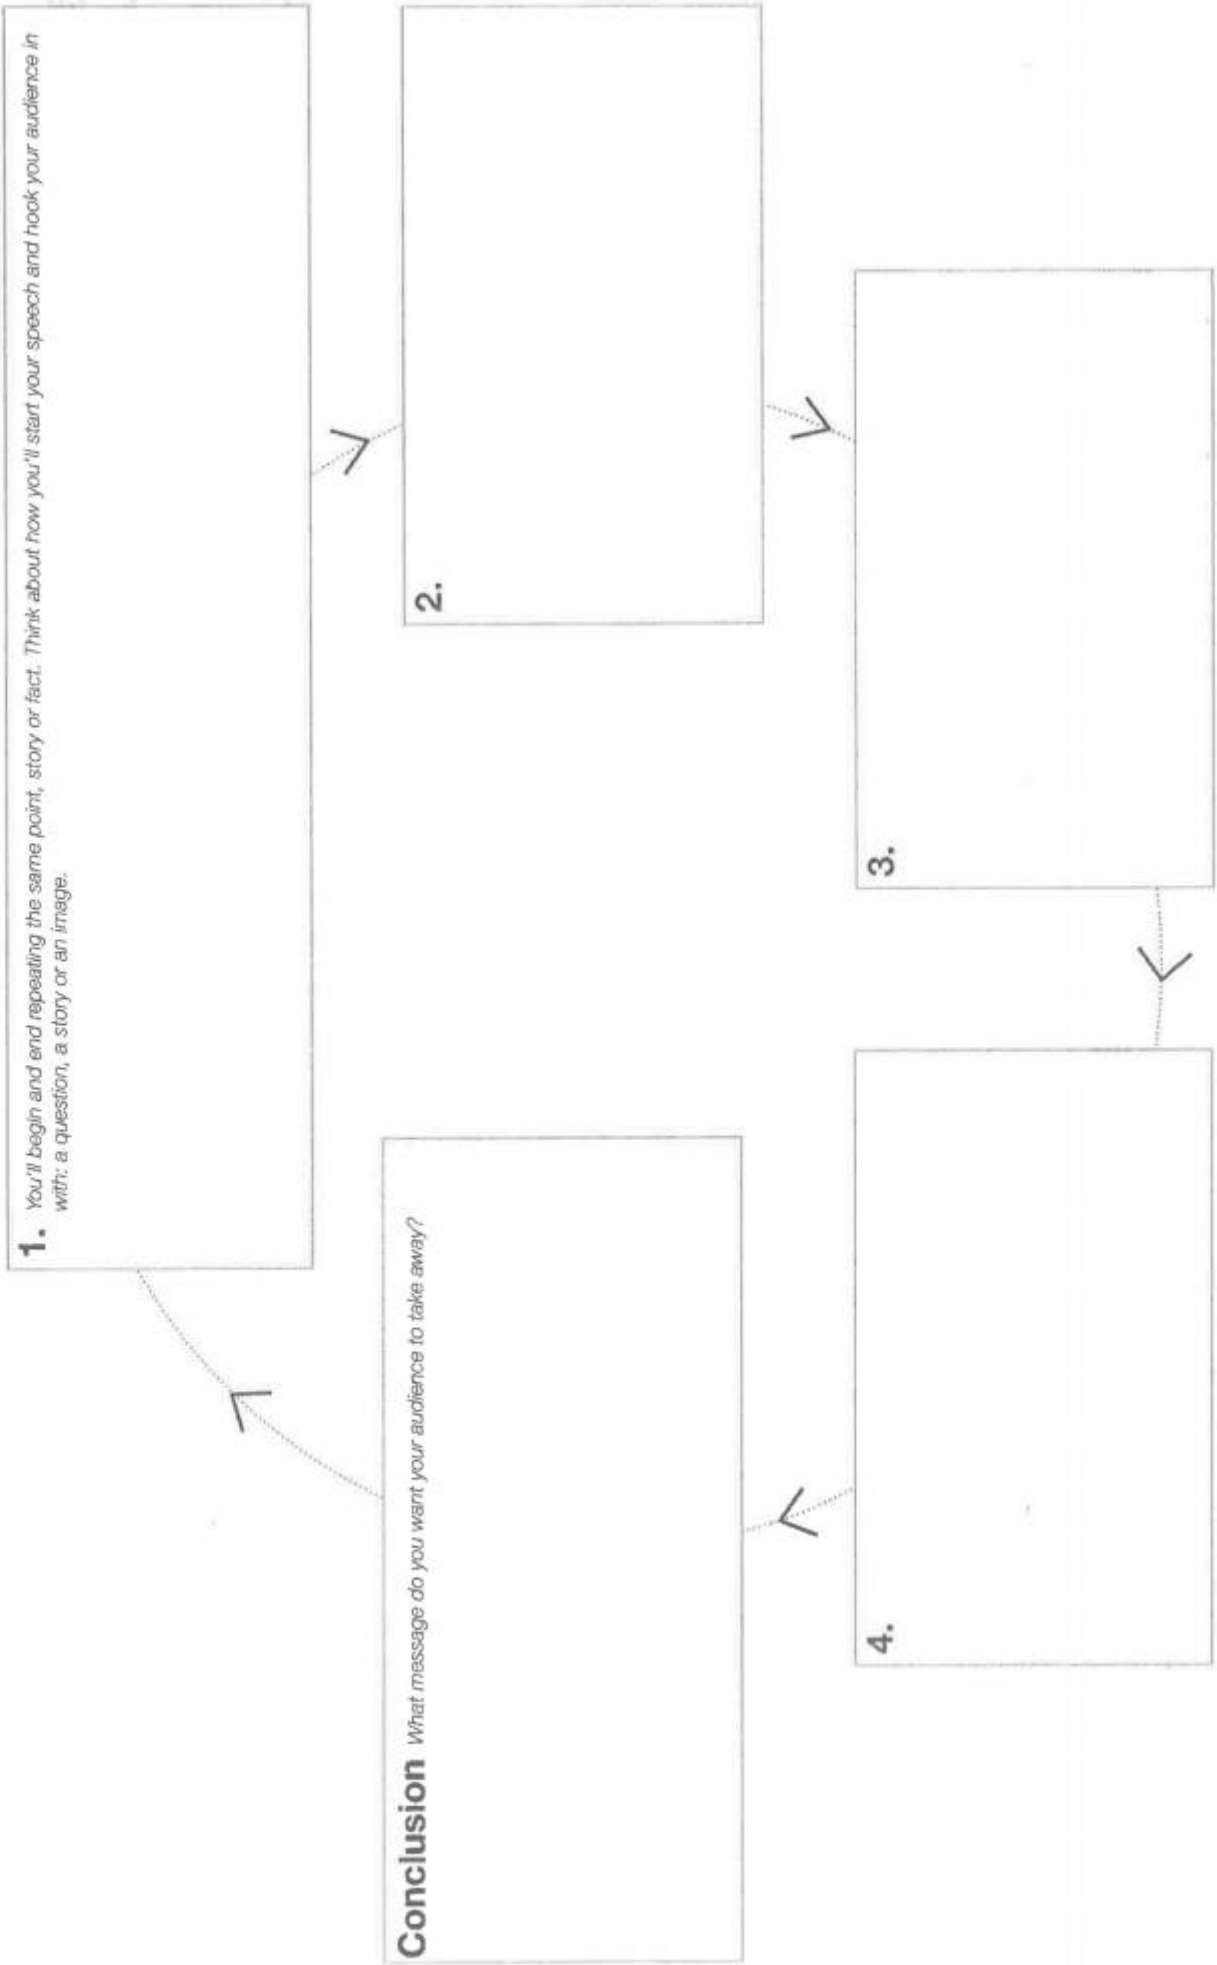 1. You'll begin and end repeating the same point, story or fact. Think about how you'll start your speech and hook your audience in
with: a question, a story or an image.
2.
3.
4.
Conclusion What message do you want your audience to take away?